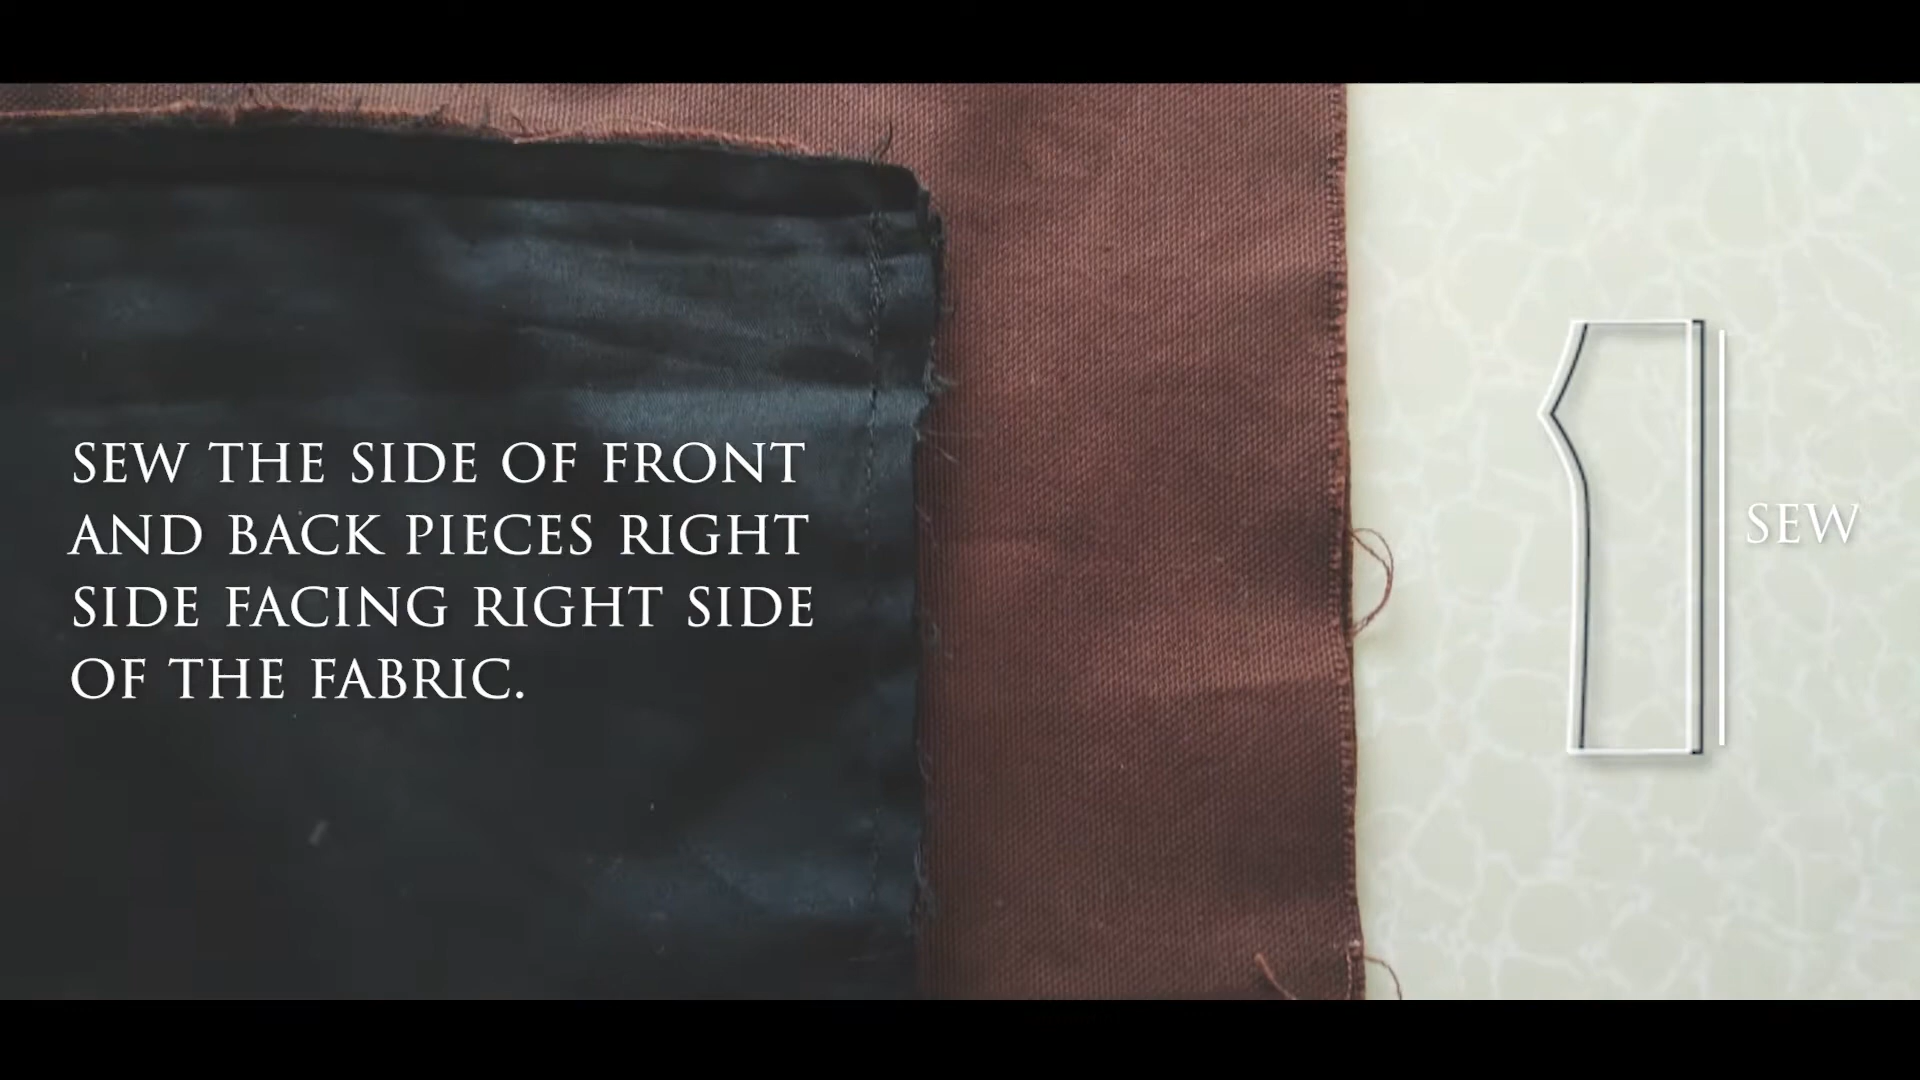 SEW THE SIDE OF FRONT
AND BACK PIECES RIGHT
SIDE FACING RIGHT SIDE
OF THE FABRIC.
SEW